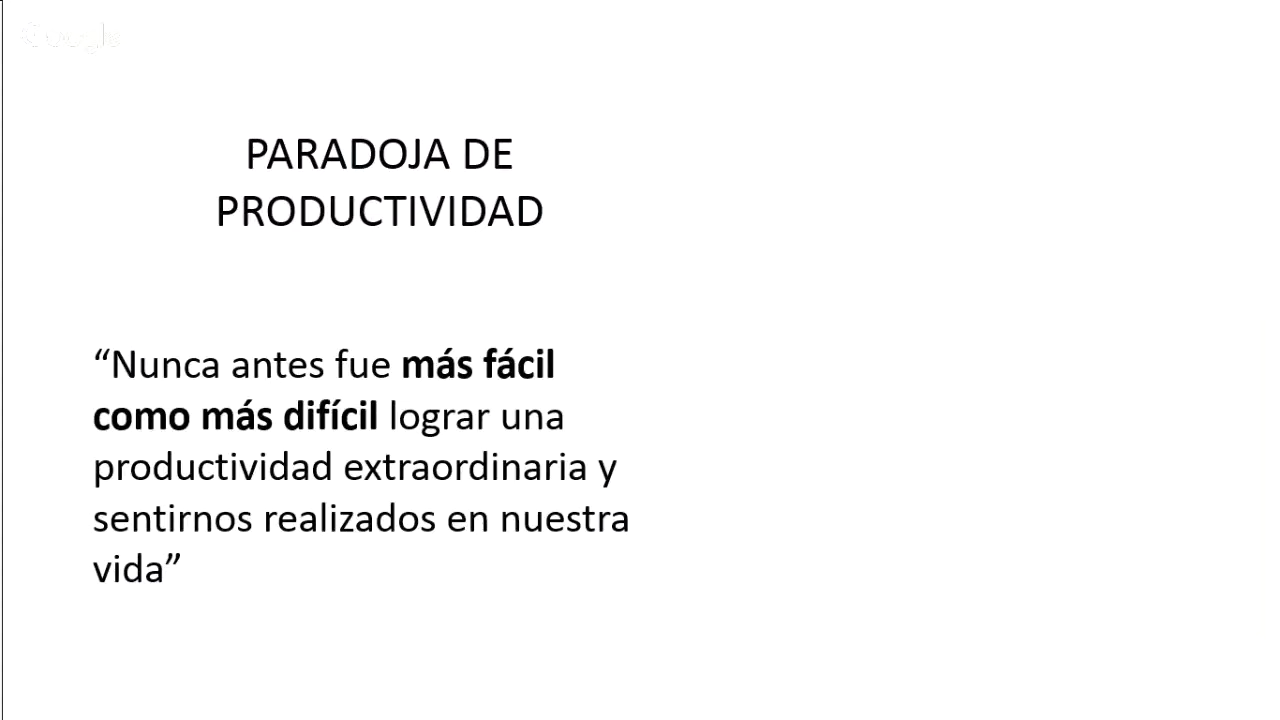 Google
PARADOJA DE
PRODUCTIVIDAD
“Nunca antes fue más fácil
como más difícil lograr una
productividad extraordinaria y
sentirnos realizados en nuestra
vida”